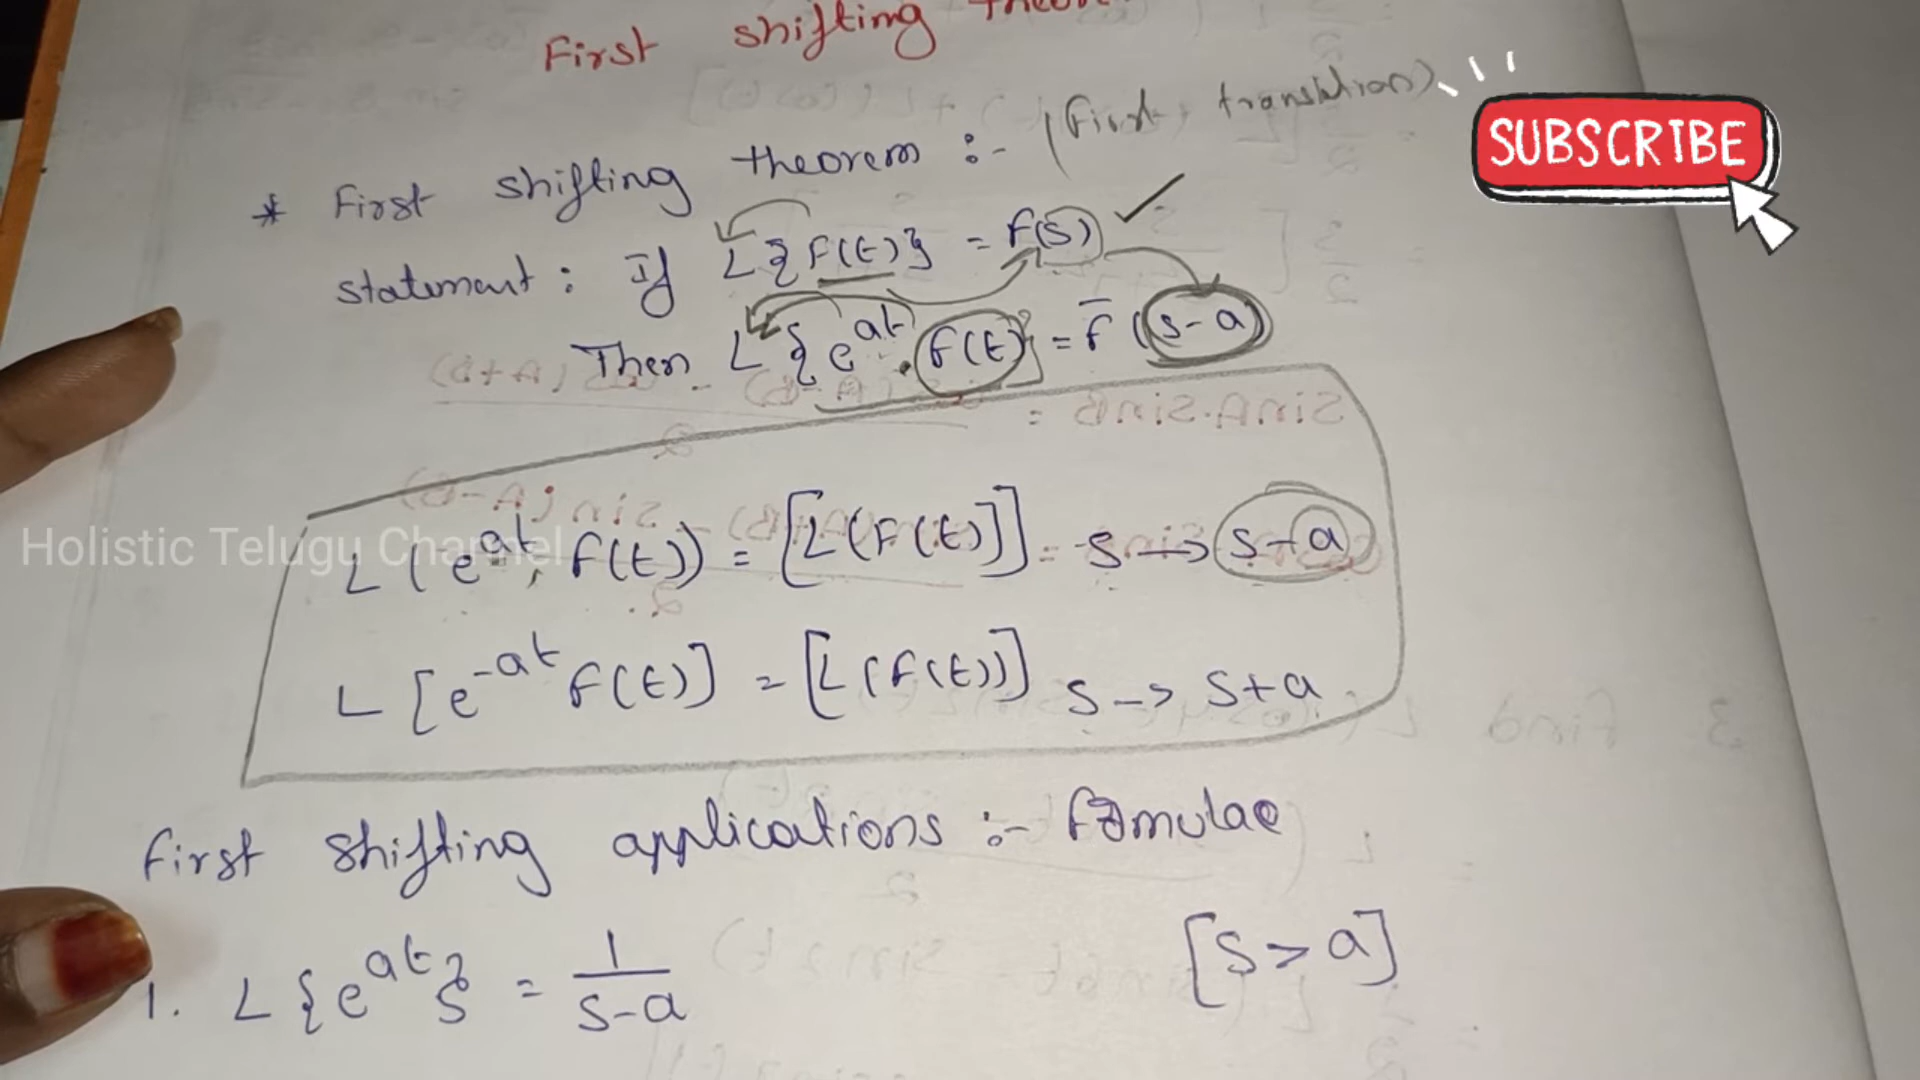 First shifting Theor
* First shifting theorem :- (First translation)
SUBSCRIBE
statement : If L{F(t)} = F(s) ✓
Then L{e^at . F(t)} = f̄ (s-a)
L(e^at . F(t)) = [L(F(t)]] s → s-a
Holistic Telugu Channel
L[e^-at F(t)] = [L(F(t))] s → s+a
First shifting applications :- Formulae
1. L{e^at} = 1/s-a [s > a]